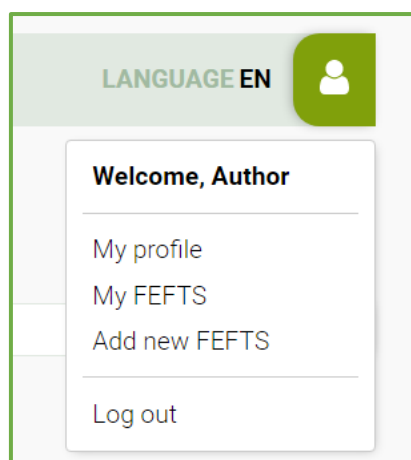 LANGUAGE EN
Welcome, Author
My profile
My FEFTS
Add new FEFTS
Log out